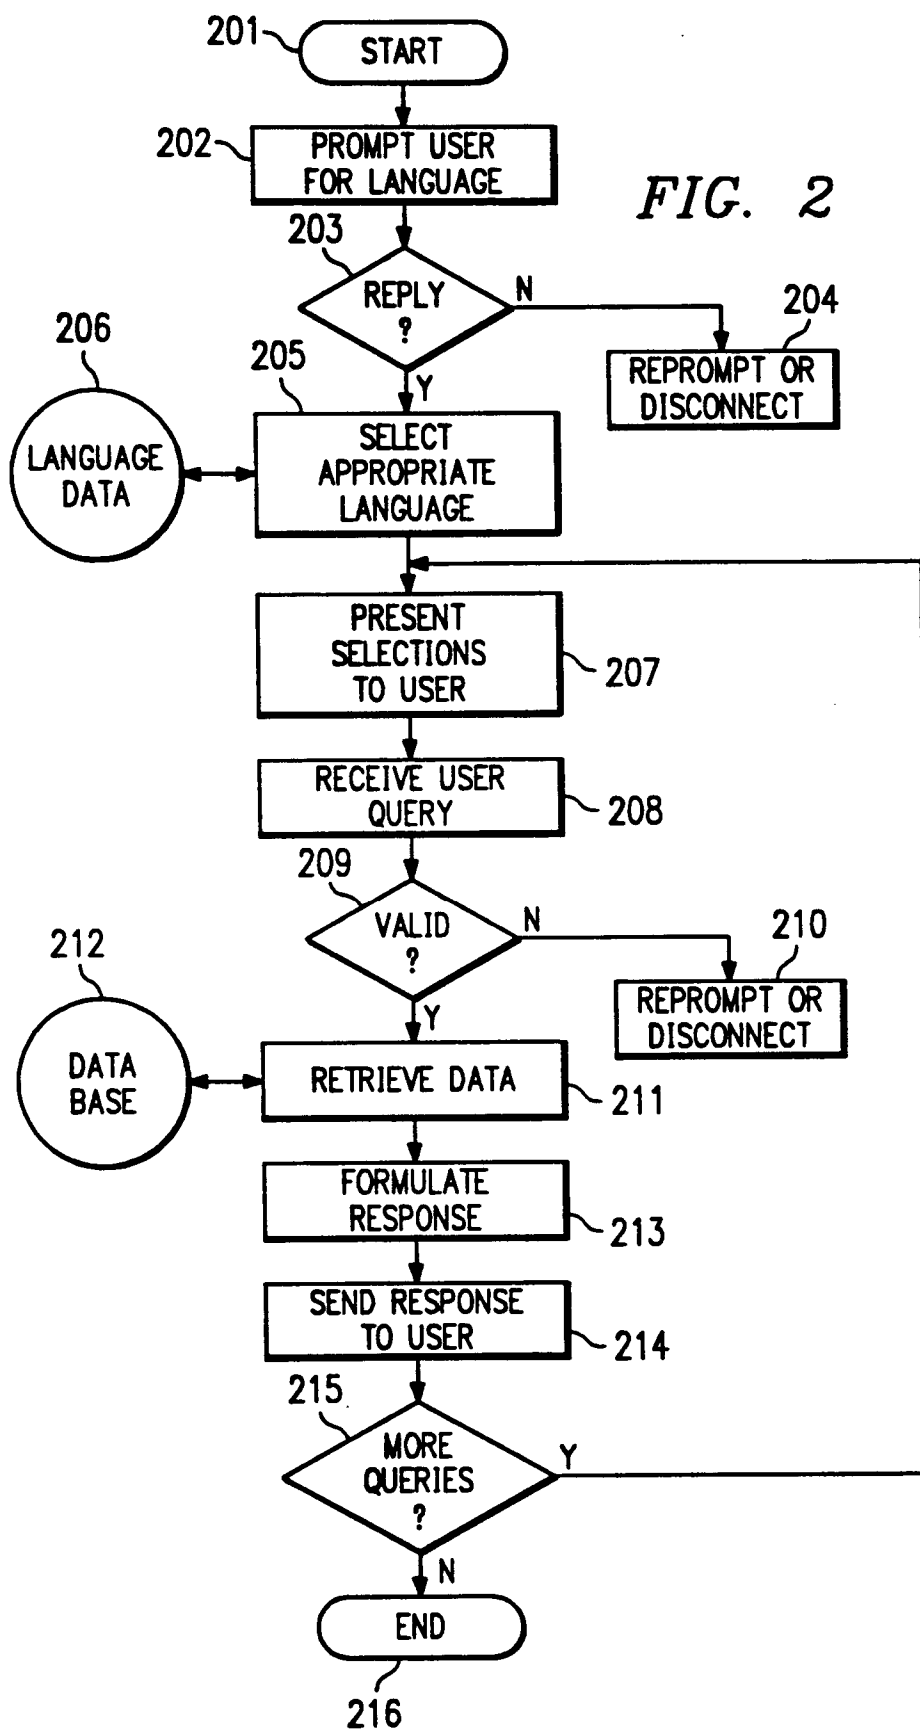 201
START
202
PROMPT USER
FOR LANGUAGE
FIG. 2
203
REPLY
?
N
204
REPROMPT OR
DISCONNECT
Y
206
LANGUAGE
DATA
205
SELECT
APPROPRIATE
LANGUAGE
PRESENT
SELECTIONS
TO USER
207
RECEIVE USER
QUERY
208
209
VALID
?
N
210
REPROMPT OR
DISCONNECT
Y
212
DATA
BASE
RETRIEVE DATA
211
FORMULATE
RESPONSE
213
SEND RESPONSE
TO USER
214
215
MORE
QUERIES
?
Y
N
END
216